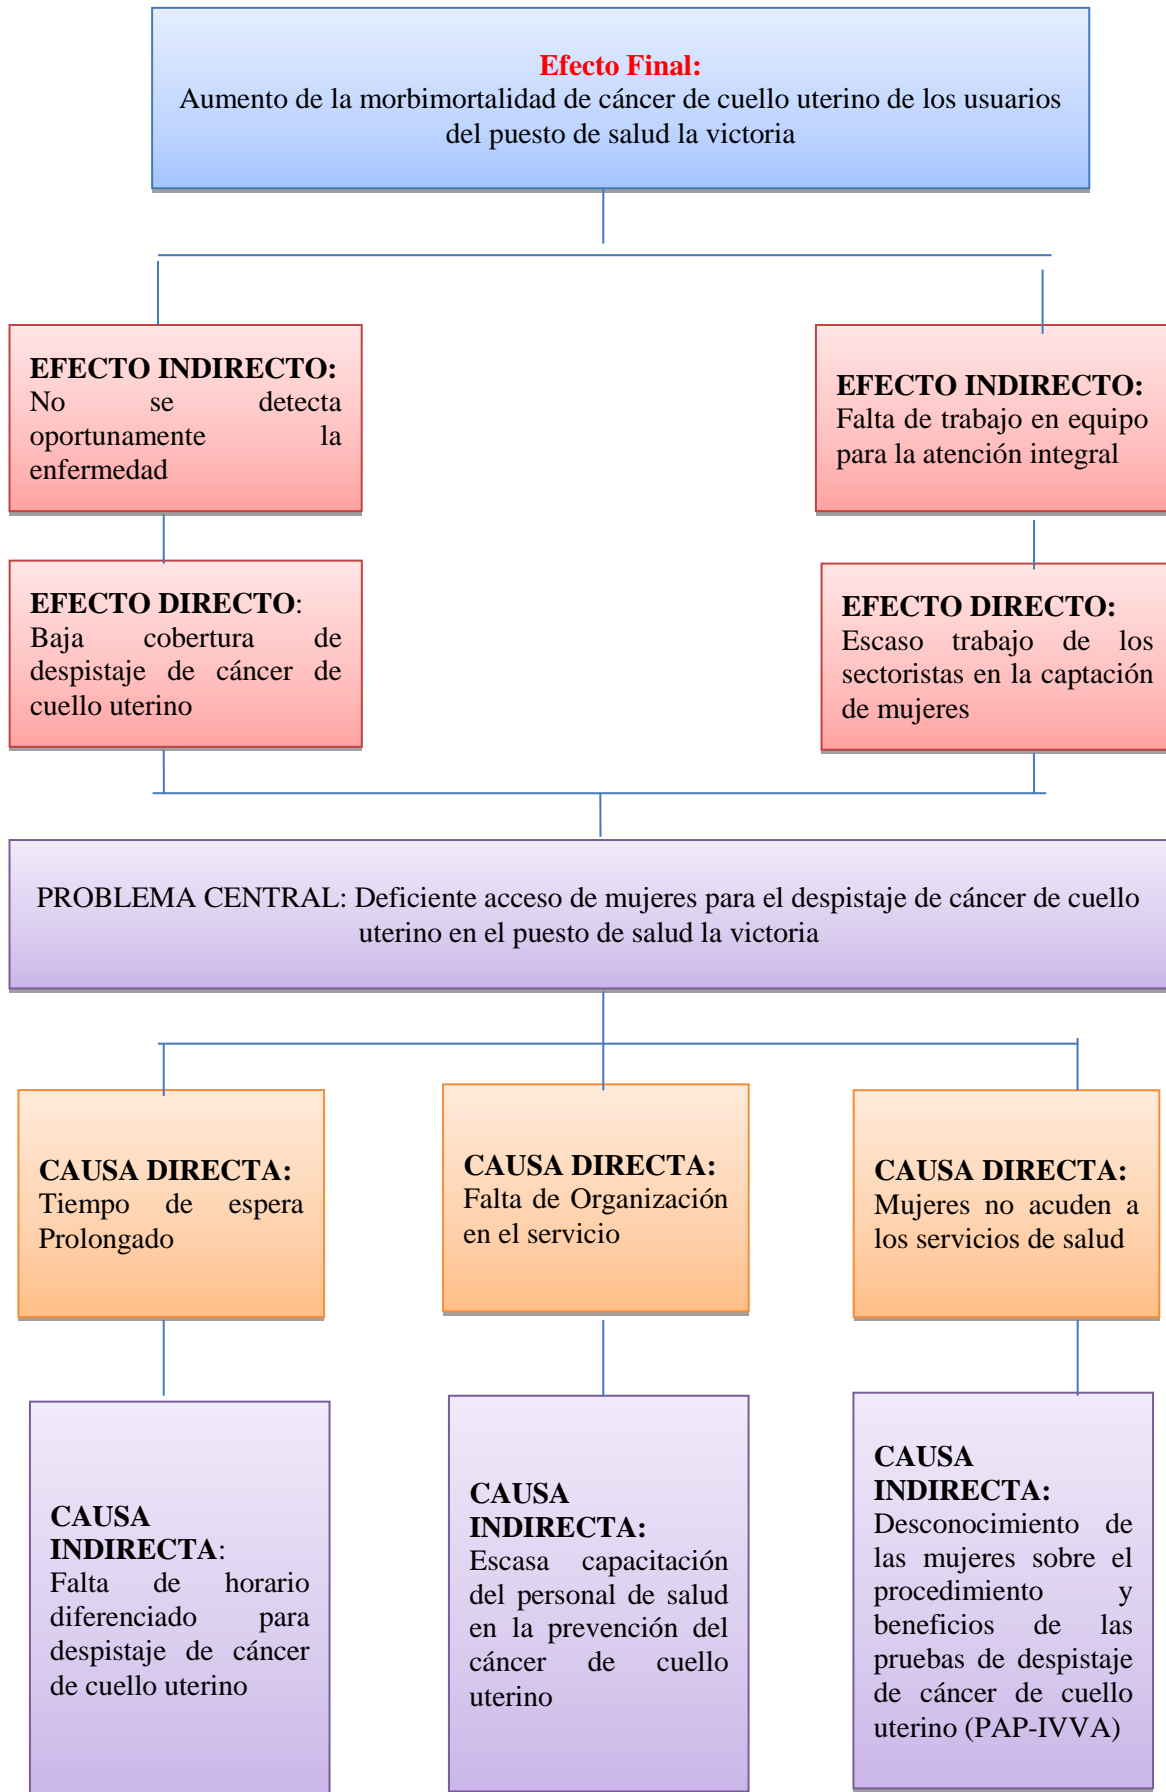 Efecto Final:
Aumento de la morbimortalidad de cáncer de cuello uterino de los usuarios
del puesto de salud la victoria
EFECTO INDIRECTO:
No se detecta
oportunamente la
enfermedad
EFECTO INDIRECTO:
Falta de trabajo en equipo
para la atención integral
EFECTO DIRECTO:
Baja cobertura de
despistaje de cáncer de
cuello uterino
EFECTO DIRECTO:
Escaso trabajo de los
sectoristas en la captación
de mujeres
PROBLEMA CENTRAL: Deficiente acceso de mujeres para el despistaje de cáncer de cuello
uterino en el puesto de salud la victoria
CAUSA DIRECTA:
Tiempo de espera
Prolongado
CAUSA DIRECTA:
Falta de Organización
en el servicio
CAUSA DIRECTA:
Mujeres no acuden a
los servicios de salud
CAUSA
INDIRECTA:
Falta de horario
diferenciado para
despistaje de cáncer
de cuello uterino
CAUSA
INDIRECTA:
Escasa capacitación
del personal de salud
en la prevención del
cáncer de cuello
uterino
CAUSA
INDIRECTA:
Desconocimiento de
las mujeres sobre el
procedimiento y
beneficios de las
pruebas de despistaje
de cáncer de cuello
uterino (PAP-IVVA)